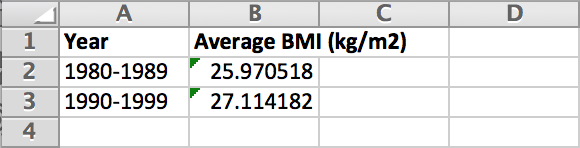 A B C D
1 Year Average BMI (kg/m2)
2 1980-1989 25.970518
3 1990-1999 27.114182
4